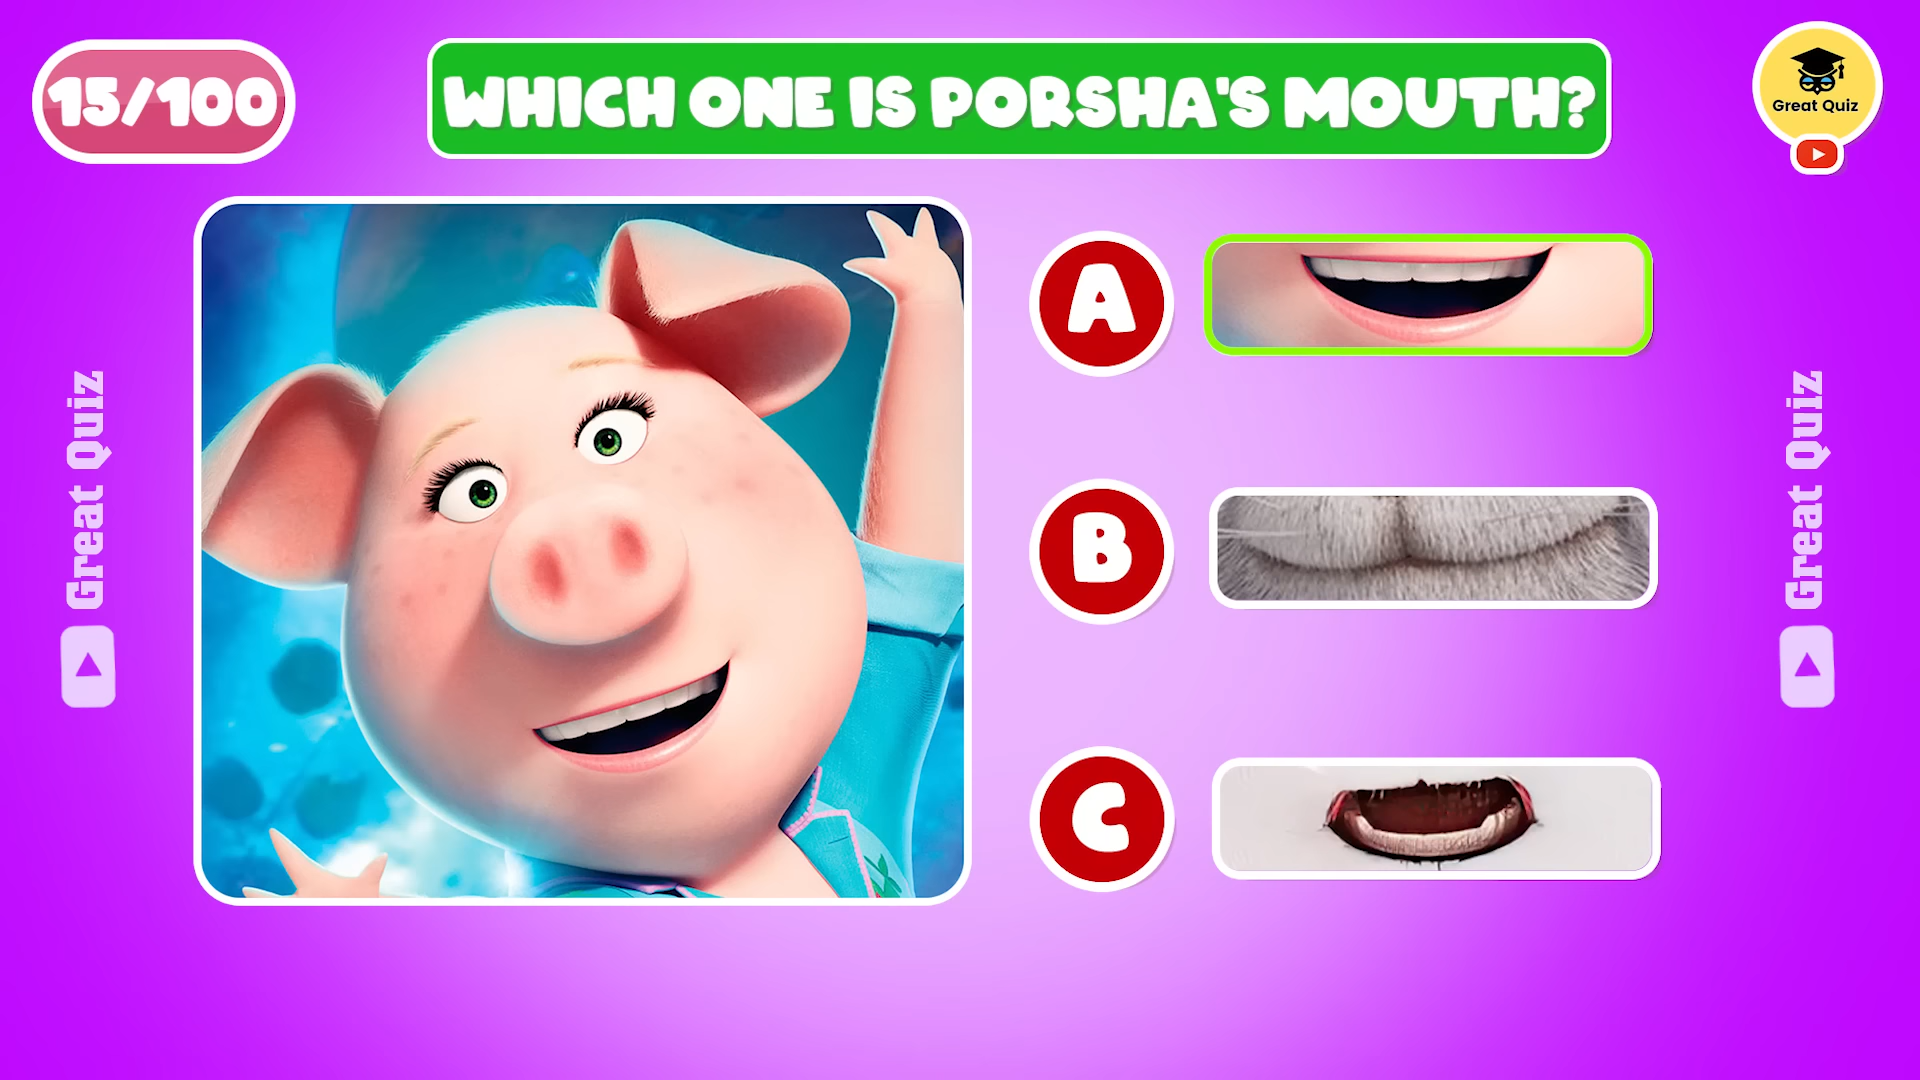 15/100
WHICH ONE IS PORSHA'S MOUTH?
Great Quiz
Great Quiz
A
B
C
Great Quiz